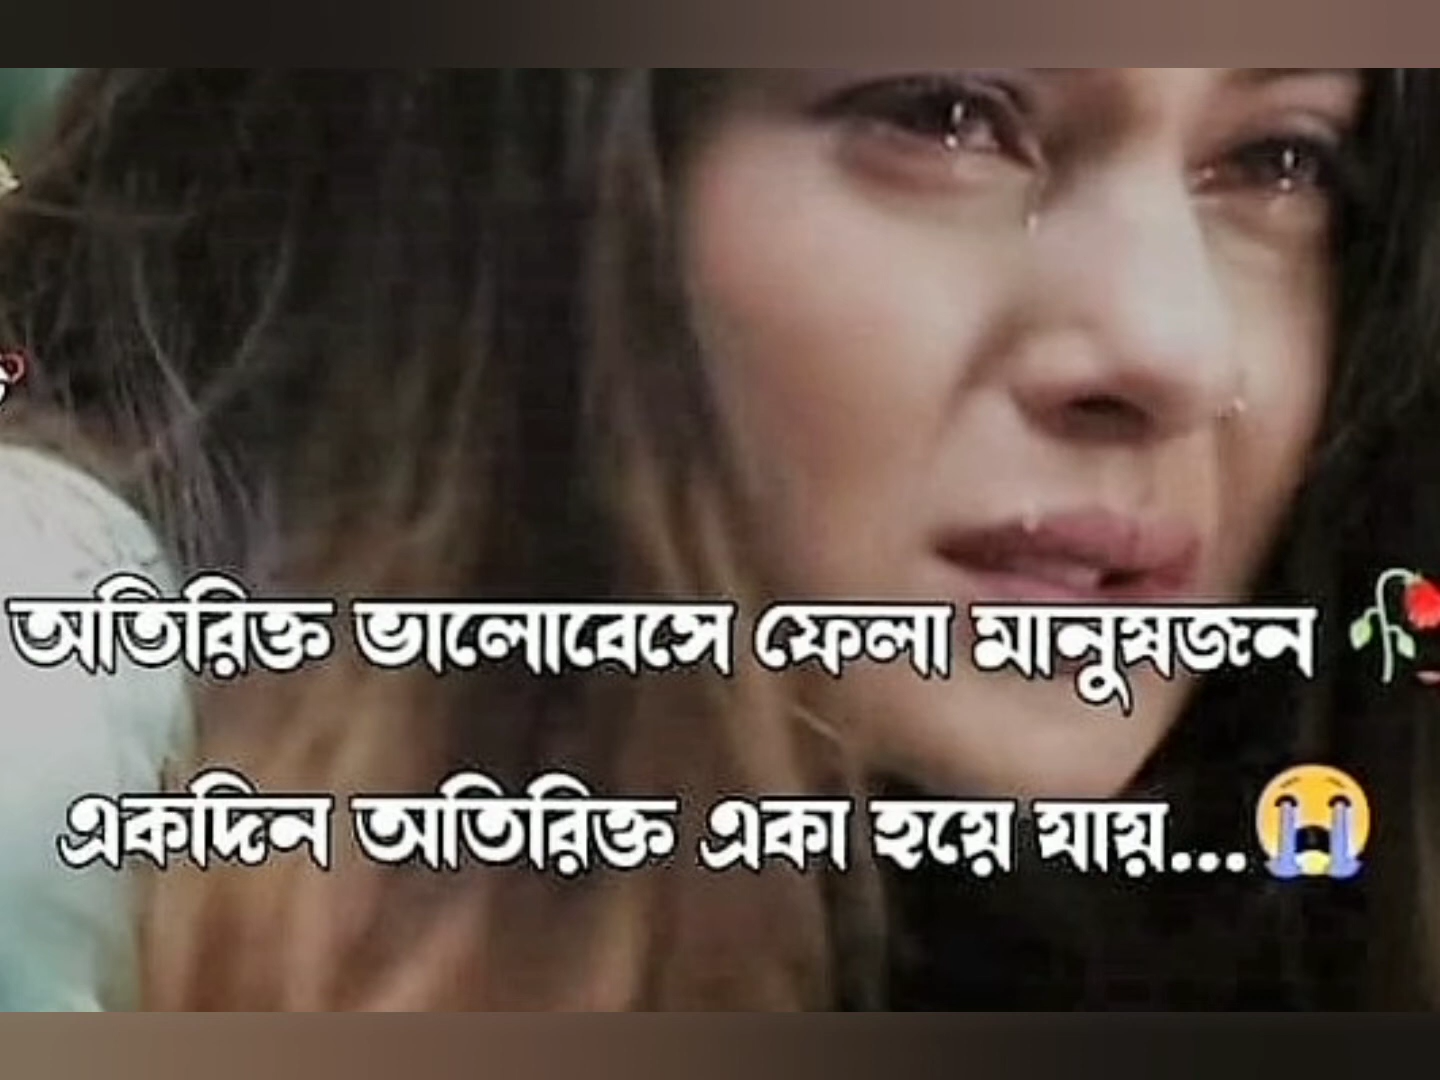 অতিরিক্ত ভালোবেসে ফেলা মানুষজন 🥀
একদিন অতিরিক্ত একা হয়ে যায়...😭